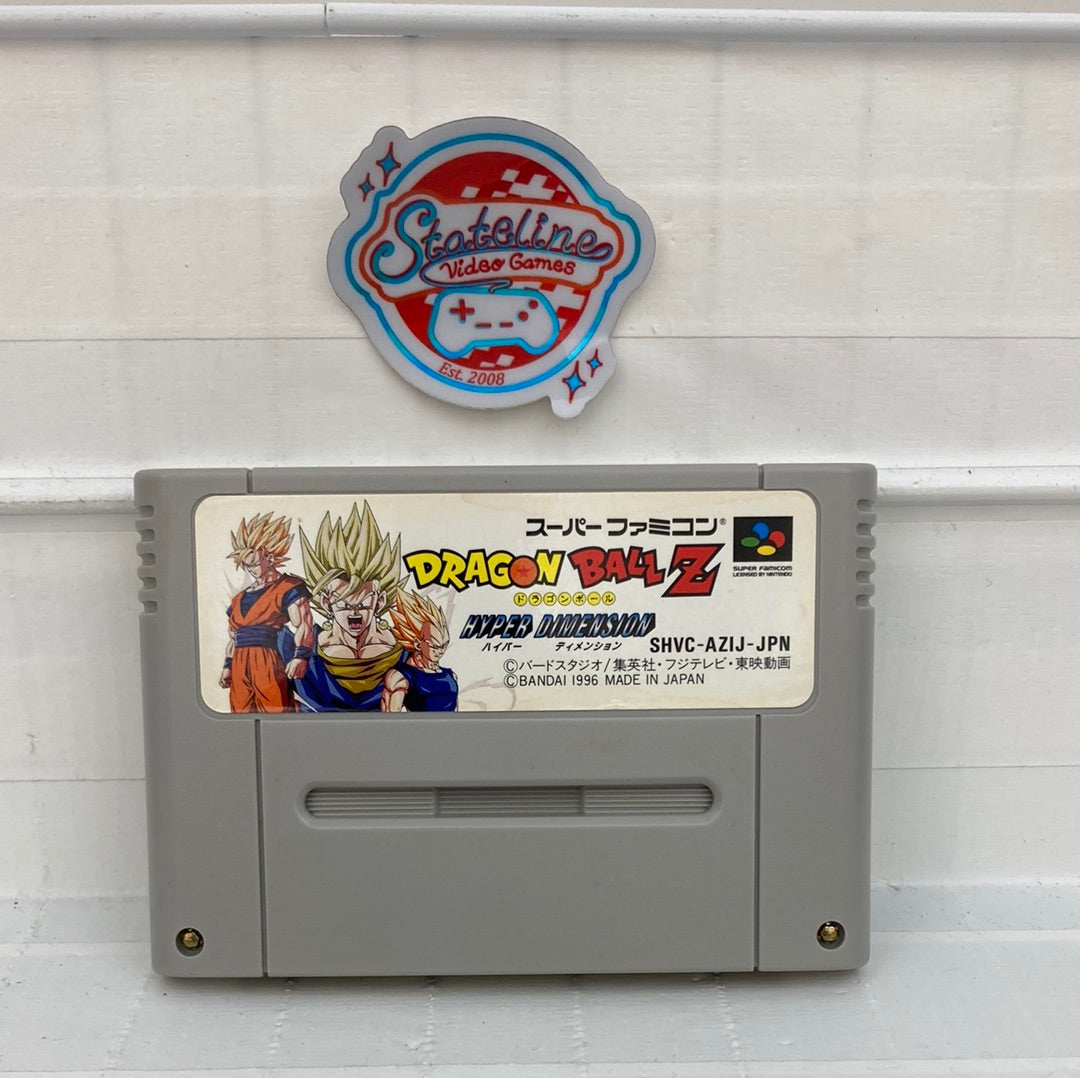 Stateline
Video Games
Est. 2008
スーパーファミコン®
DRAGON BALL Z
ドラゴンボール
HYPER DIMENSION
ハイパー ディメンション
SUPER FAMICOM
LICENSED BY NINTENDO
SHVC-AZIJ-JPN
©バードスタジオ/集英社・フジテレビ・東映動画
©BANDAI 1996 MADE IN JAPAN